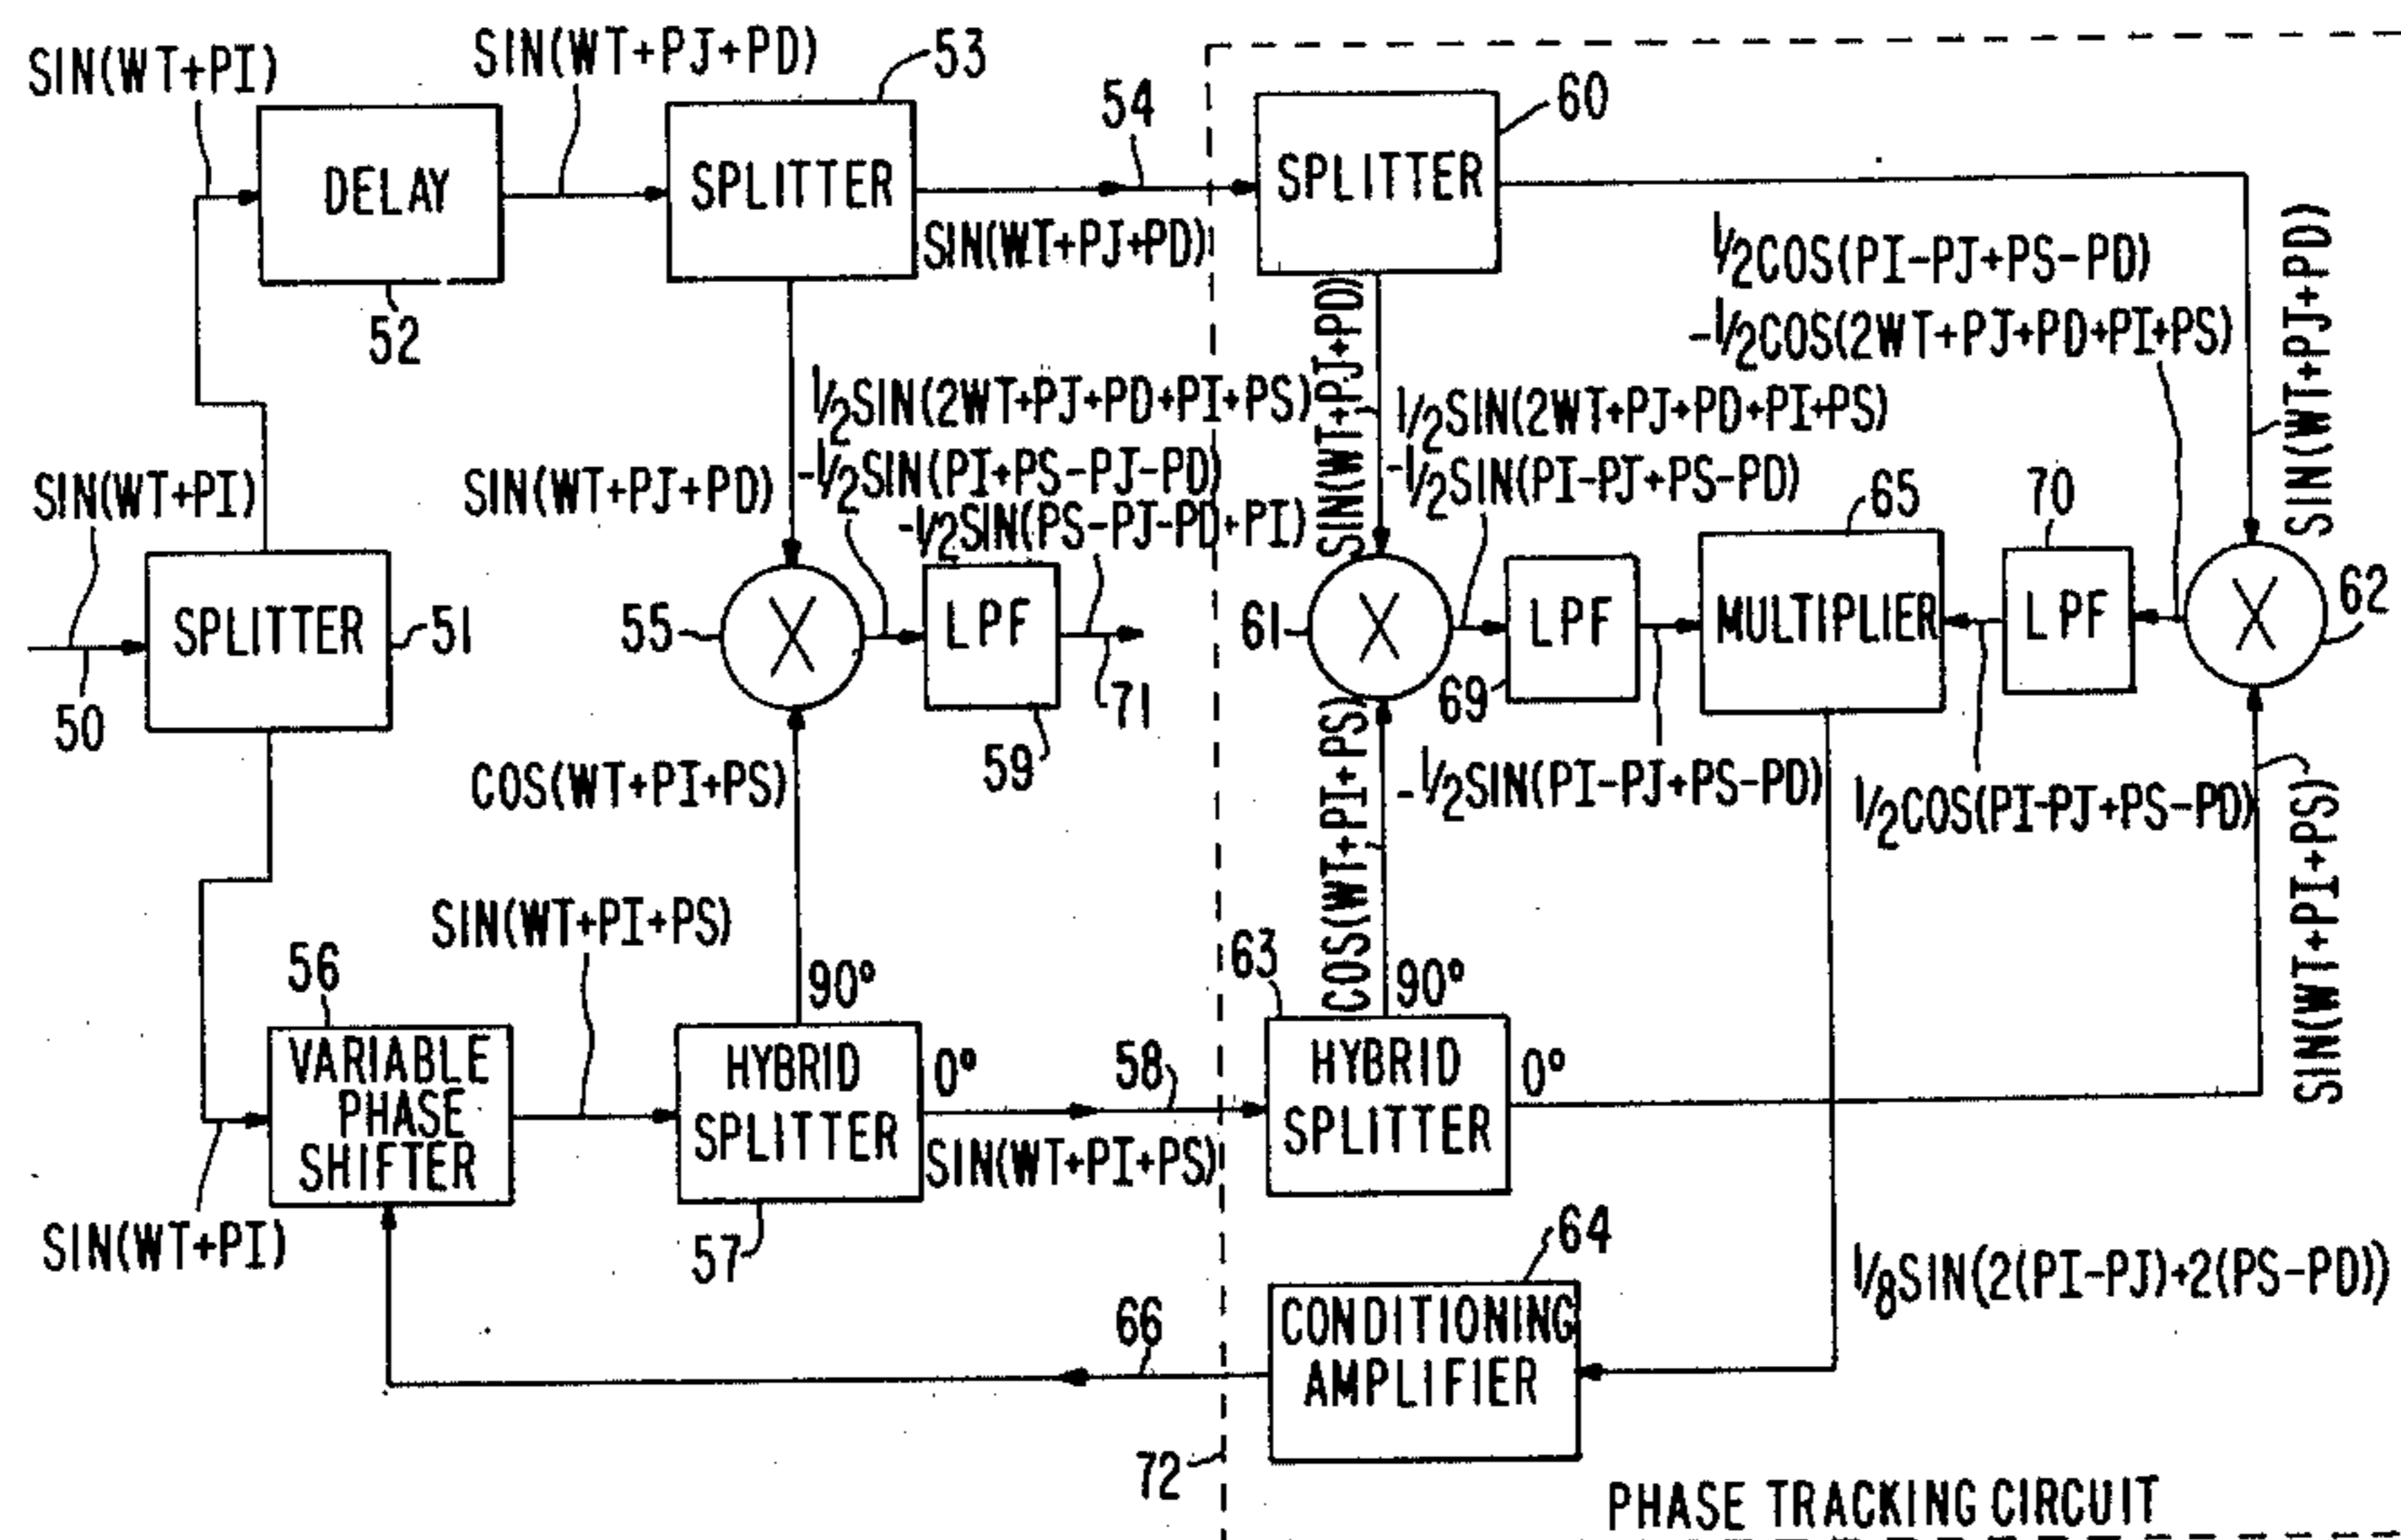 SIN(WT+PI)
SIN(WT+PJ+PD)
53
54
60
DELAY
SPLITTER
SPLITTER
SIN(WT+PJ+PD)
52
½COS(PI-PJ+PS-PD)
-½COS(2WT+PJ+PD+PI+PS)
SIN(WT+PJ+PD)
SIN(WT+PJ+PD)
½SIN(2WT+PJ+PD+PI+PS)
-½SIN(PI+PS-PJ-PD)
-½SIN(PS-PJ-PD+PI)
½SIN(2WT+PJ+PD+PI+PS)
-½SIN(PI-PJ+PS-PD)
SIN(WT+PI)
SIN(WT+PJ+PD)
65
70
SPLITTER
51
50
55
X
LPF
71
59
61
X
LPF
69
MULTIPLIER
LPF
X
62
COS(WT+PI+PS)
COS(WT+PI+PS)
-½SIN(PI-PJ+PS-PD)
½COS(PI-PJ+PS-PD)
SIN(WT+PI+PS)
SIN(WT+PI+PS)
56
90°
63
90°
VARIABLE
PHASE
SHIFTER
HYBRID
SPLITTER
0°
58
HYBRID
SPLITTER
0°
SIN(WT+PI+PS)
SIN(WT+PI)
57
64
⅛SIN(2(PI-PJ)+2(PS-PD))
66
CONDITIONING
AMPLIFIER
72
PHASE TRACKING CIRCUIT